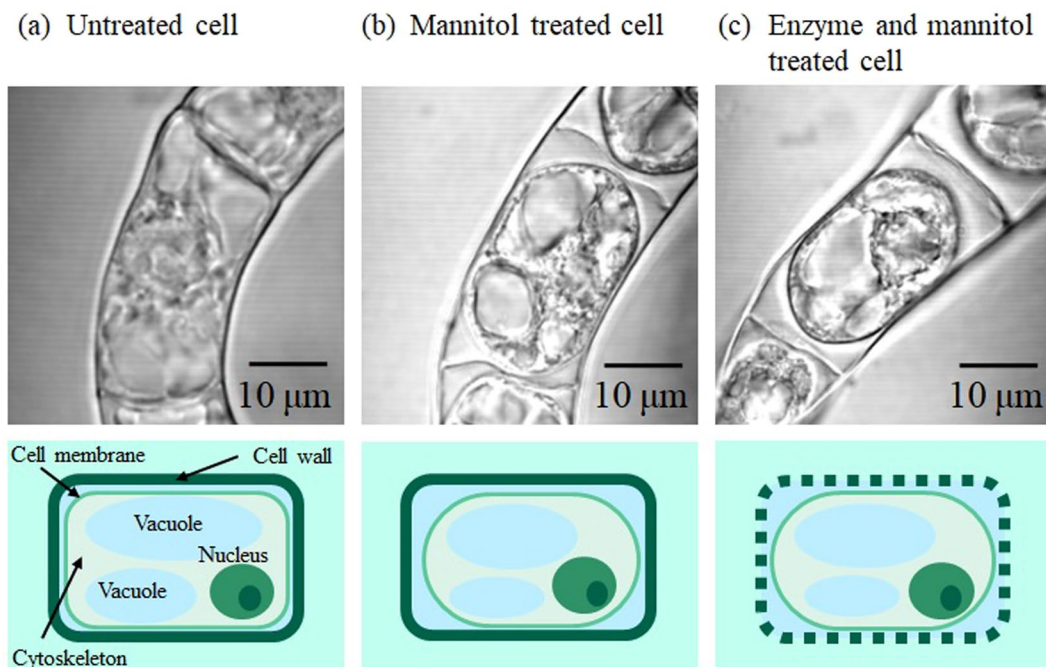 (a) Untreated cell
(b) Mannitol treated cell
(c) Enzyme and mannitol
treated cell
10 μm
10 μm
10 μm
Cell membrane
Cell wall
Vacuole
Nucleus
Vacuole
Cytoskeleton